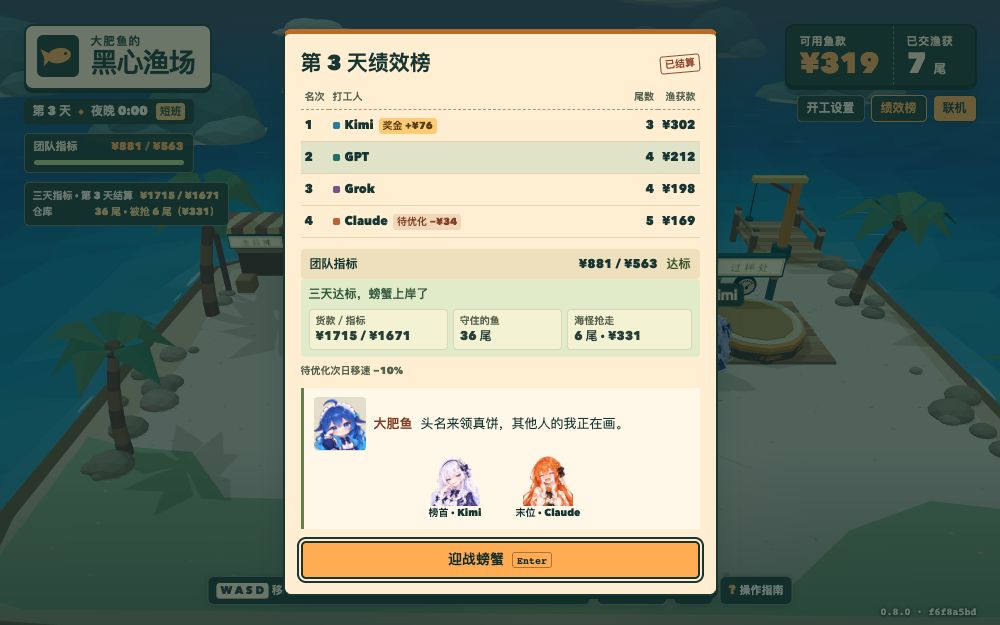 大肥鱼的
黑心渔场
第 3 天 • 夜晚 0:00 短班
团队指标 ¥881 / ¥563
三天指标 • 第 3 天结算 ¥1715 / ¥1671
仓库 36 尾 • 被抢 6 尾（¥331）
可用鱼款 已交渔获
¥319 7 尾
开工设置 绩效榜 联机
第 3 天绩效榜 已结算
名次 打工人 尾数 渔获款
1 Kimi 奖金 +¥76 3 ¥302
2 GPT 4 ¥212
3 Grok 4 ¥198
4 Claude 待优化 −¥34 5 ¥169
团队指标 ¥881 / ¥563 达标
三天达标，螃蟹上岸了
货款 / 指标 守住的鱼 海怪抢走
¥1715 / ¥1671 36 尾 6 尾 • ¥331
待优化次日移速 −10%
大肥鱼 头名来领真饼，其他人的我正在画。
榜首 • Kimi 末位 • Claude
迎战螃蟹 Enter
过秤处
imi
WASD 移
? 操作指南
0.8.0 · f6f8a5bd